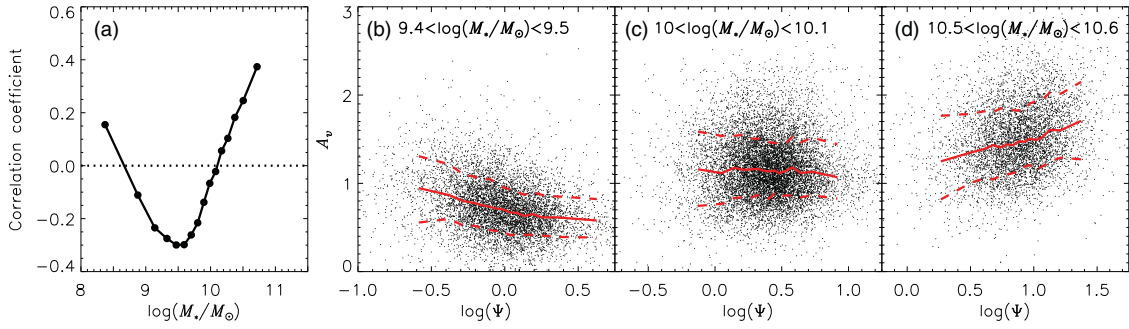 (a)
Correlation coefficient
0.6
0.4
0.2
0.0
−0.2
−0.4
8 9 10 11
log(M*/M⊙)
(b) 9.4<log(M*/M⊙)<9.5
A_v
3
2
1
0
−1.0 −0.5 0.0 0.5
log(Ψ)
(c) 10<log(M*/M⊙)<10.1
−0.5 0.0 0.5 1.0
log(Ψ)
(d) 10.5<log(M*/M⊙)<10.6
0.0 0.5 1.0 1.5
log(Ψ)